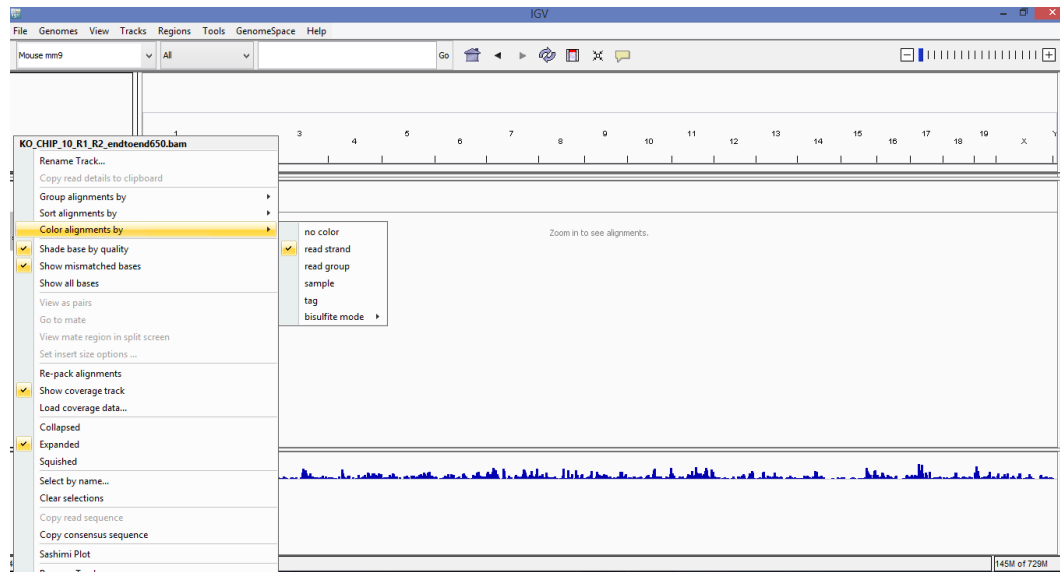 IGV
File Genomes View Tracks Regions Tools GenomeSpace Help
Mouse mm9 All Go
1 3 5 7 9 11 13 15 17 19 Y
4 6 8 10 12 14 16 18 X
KO_CHIP_10_R1_R2_endtoend650.bam
Rename Track...
Copy read details to clipboard
Group alignments by
Sort alignments by
Color alignments by
Shade base by quality
Show mismatched bases
Show all bases
View as pairs
Go to mate
View mate region in split screen
Set insert size options ...
Re-pack alignments
Show coverage track
Load coverage data...
Collapsed
Expanded
Squished
Select by name...
Clear selections
Copy read sequence
Copy consensus sequence
Sashimi Plot
no color
read strand
read group
sample
tag
bisulfite mode
Zoom in to see alignments.
145M of 729M